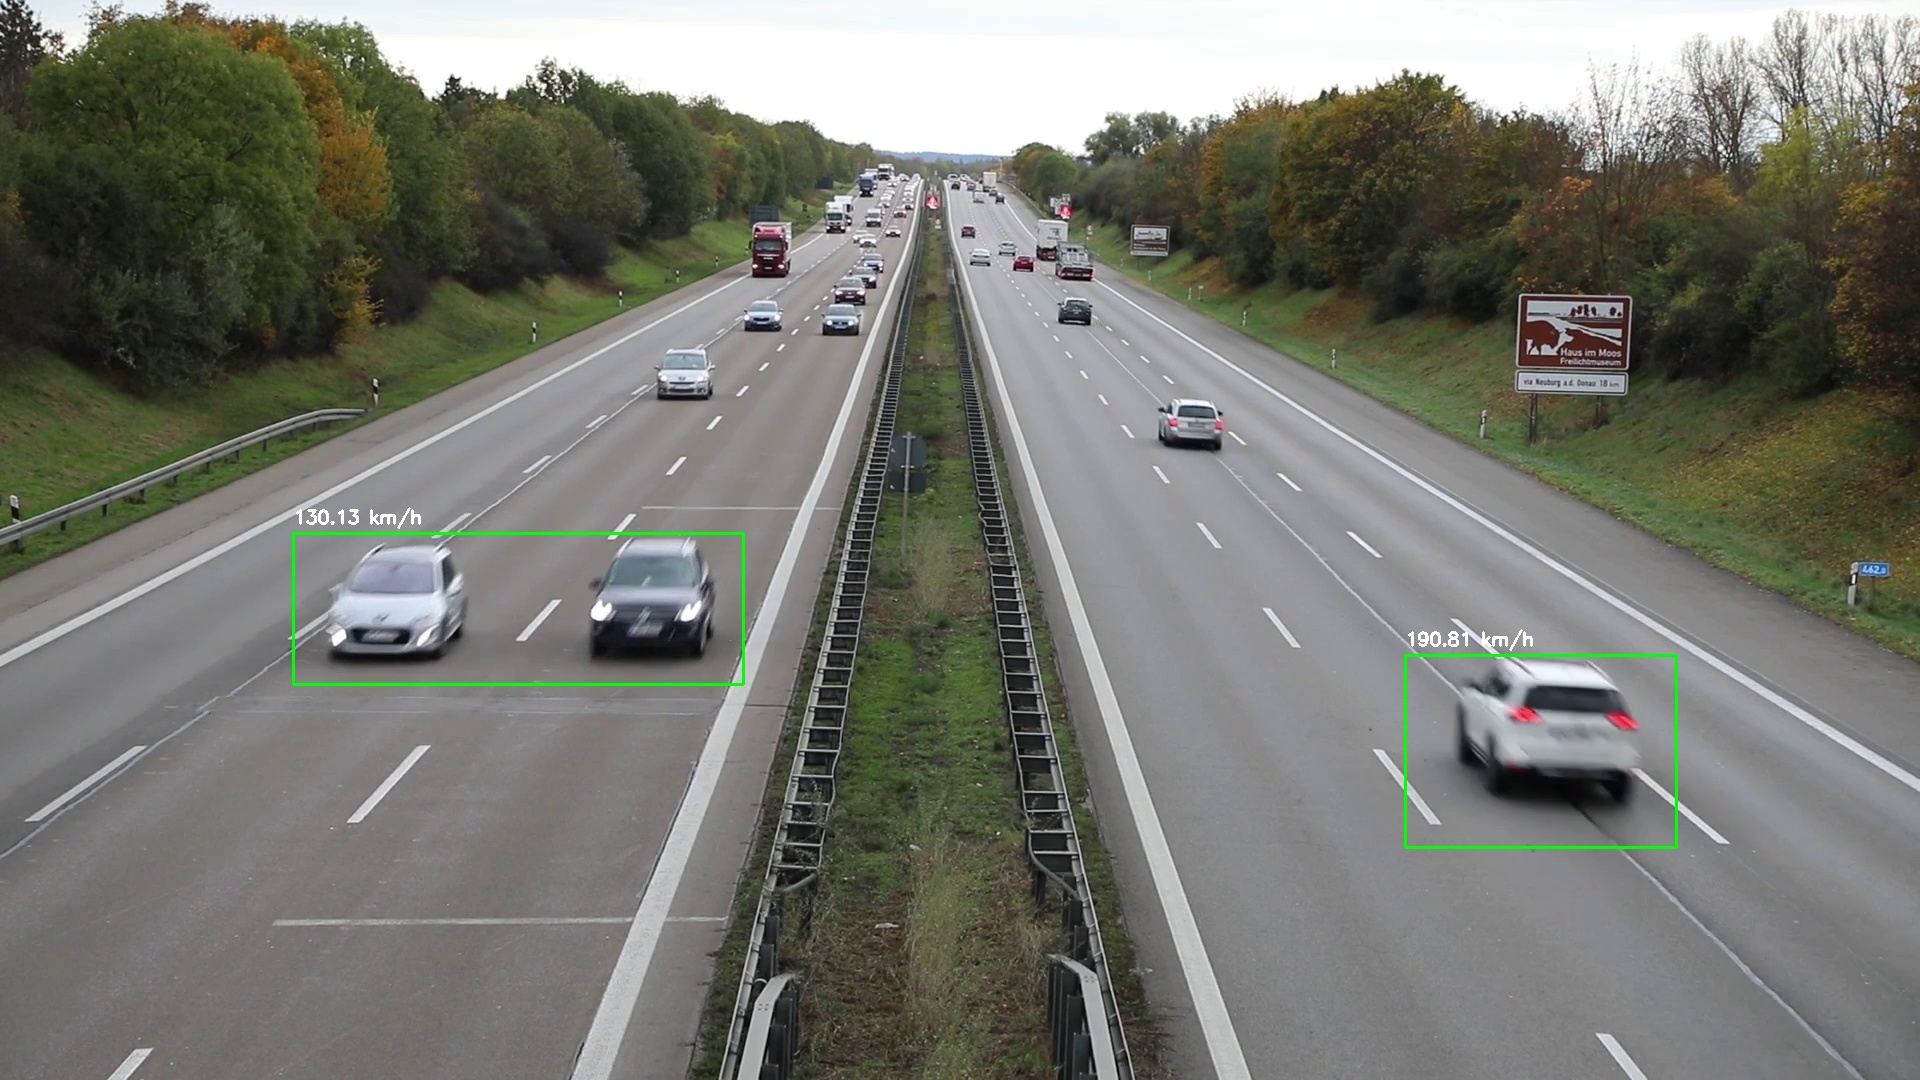 130.13 km/h
Haus im Moos
Freilichtmuseum
via Neuburg a.d. Donau 18 km
462,0
190.81 km/h